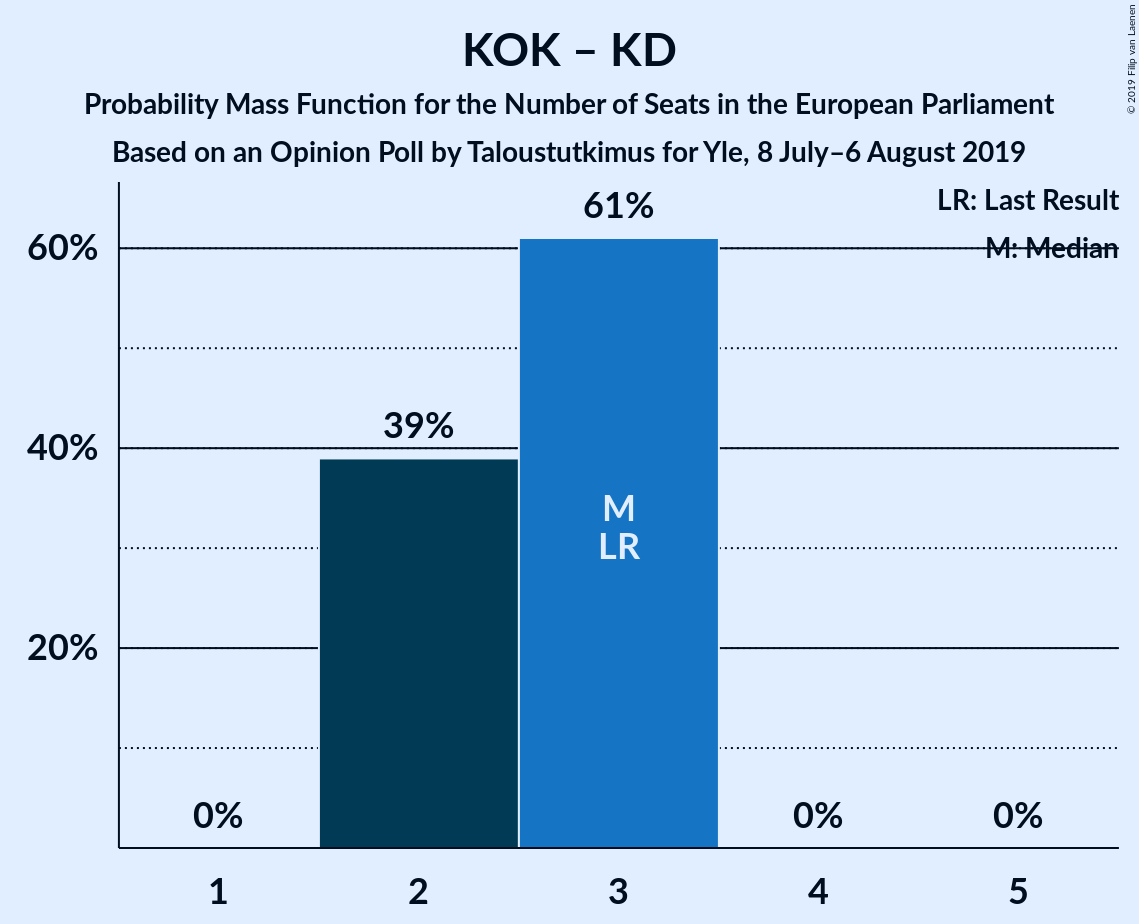 KOK – KD
Probability Mass Function for the Number of Seats in the European Parliament
Based on an Opinion Poll by Taloustutkimus for Yle, 8 July–6 August 2019
© 2019 Filip van Laenen
LR: Last Result
M: Median
61%
60%
39%
40%
M
LR
20%
0%
0%
0%
1
2
3
4
5